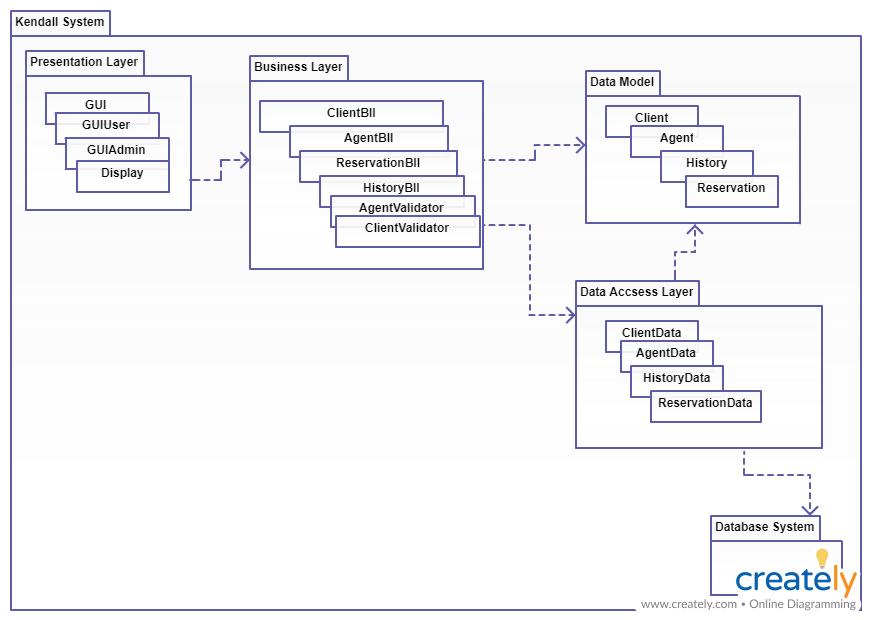 Kendall System
Presentation Layer
GUI
GUIUser
GUIAdmin
Display
Business Layer
ClientBll
AgentBll
ReservationBll
HistoryBll
AgentValidator
ClientValidator
Data Model
Client
Agent
History
Reservation
Data Accsess Layer
ClientData
AgentData
HistoryData
ReservationData
Database System
creately
www.creately.com • Online Diagramming